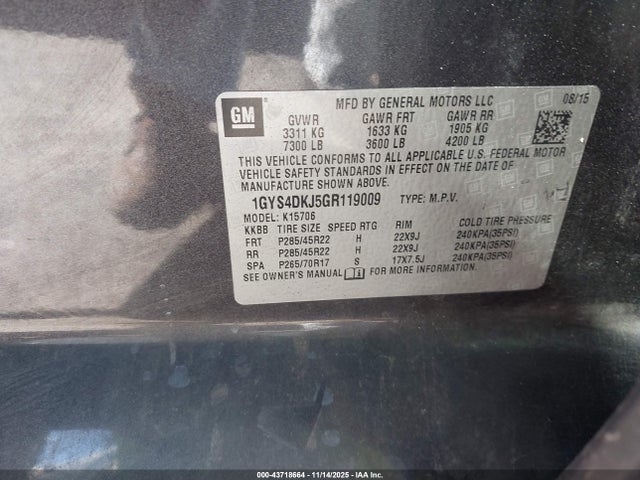 GM
MFD BY GENERAL MOTORS LLC 08/15
GVWR GAWR FRT GAWR RR
3311 KG 1633 KG 1905 KG
7300 LB 3600 LB 4200 LB
THIS VEHICLE CONFORMS TO ALL APPLICABLE U.S. FEDERAL MOTOR
VEHICLE SAFETY STANDARDS IN EFFECT ON THE DATE OF
MANUFACTURE SHOWN ABOVE.
1GYS4DKJ5GR119009 TYPE: M.P.V.
MODEL: K15706
KKBB TIRE SIZE SPEED RTG RIM COLD TIRE PRESSURE
FRT P285/45R22 H 22X9J 240KPA(35PSI)
RR P285/45R22 H 22X9J 240KPA(35PSI)
SPA P265/70R17 S 17X7.5J 240KPA(35PSI)
SEE OWNER'S MANUAL FOR ADDITIONAL INFORMATION.
000-43718664 - 11/14/2025 - IAA Inc.